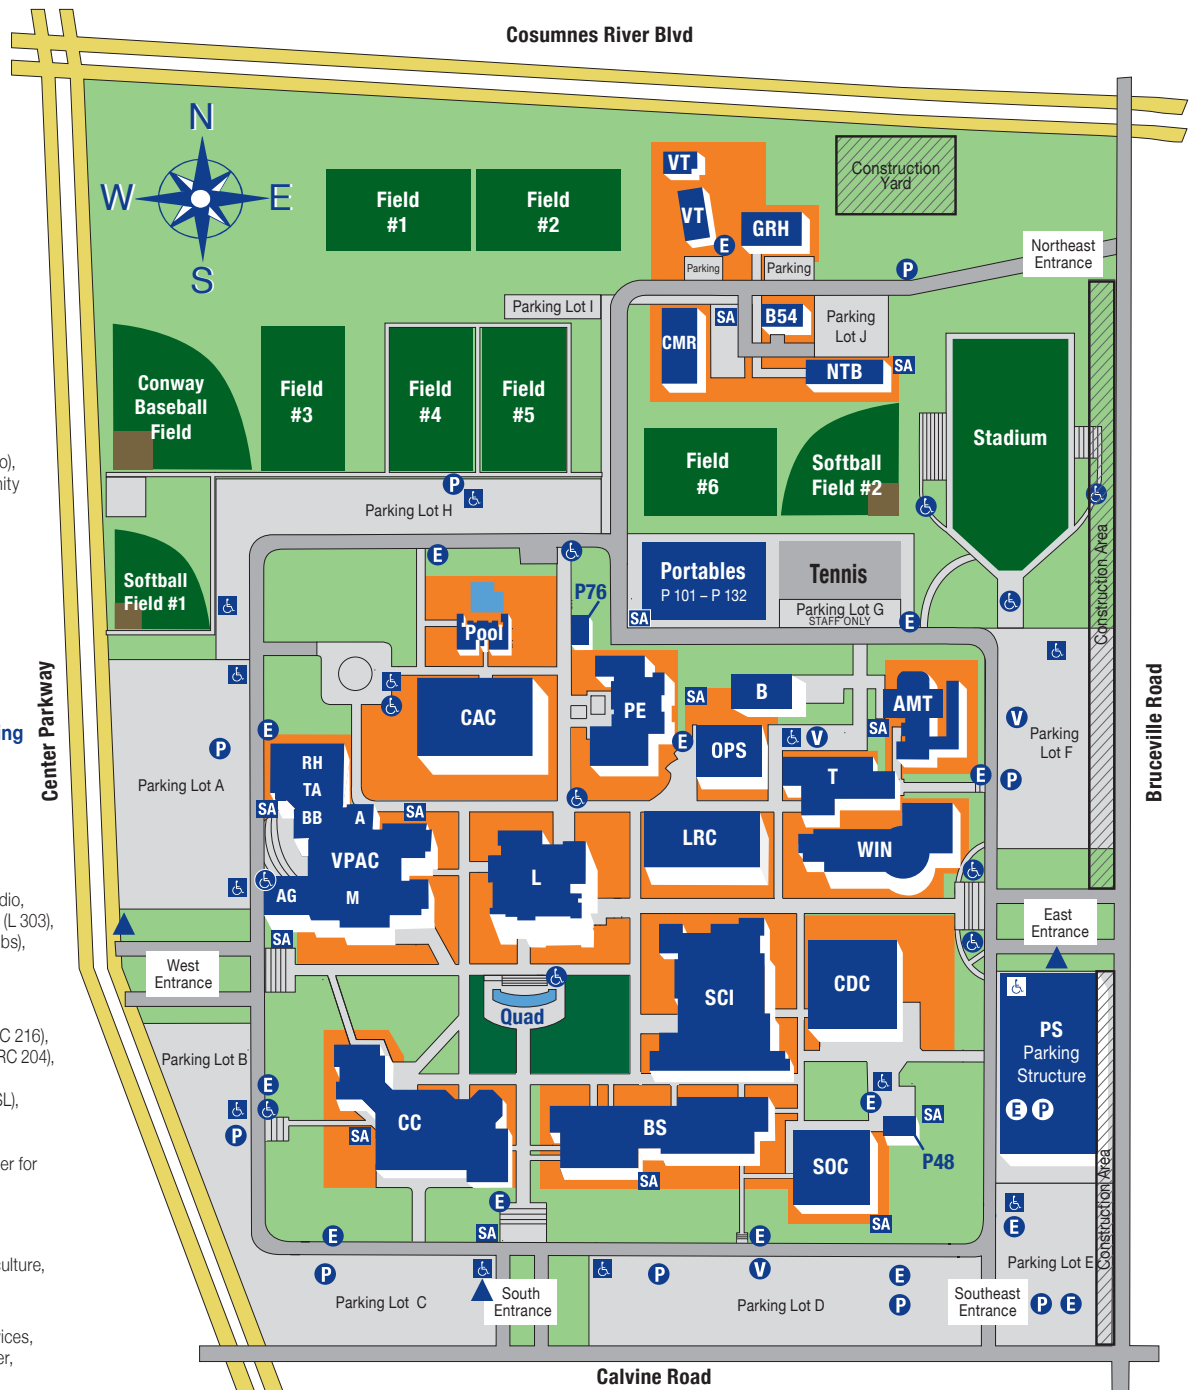 Cosumnes River Blvd
N
W
E
S
Field
#1
Field
#2
VT
VT
GRH
E
Construction
Yard
Parking
Parking
P
Northeast
Entrance
Parking Lot I
SA
B54
Parking
Lot J
CMR
NTB
SA
Conway
Baseball
Field
Field
#3
Field
#4
Field
#5
Stadium
Field
#6
Softball
Field #2
o),
nity
P
Parking Lot H
Construction Area
E
Softball
Field #1
P76
Portables
P 101 – P 132
Tennis
Parking Lot G
STAFF ONLY
SA
E
Pool
Center Parkway
Bruceville Road
ing
CAC
PE
SA
B
AMT
SA
V
Parking
Lot F
E
P
Parking Lot A
RH
TA
BB
A
SA
SA
E
OPS
V
T
E
P
VPAC
AG
M
SA
L
LRC
WIN
dio,
(L 303),
bs),
East
Entrance
West
Entrance
SCI
CDC
Quad
PS
Parking
Structure
E
P
C 216),
RC 204),
SL),
Parking Lot B
E
P
CC
SA
BS
SA
E
SA
P48
SOC
SA
er for
Construction Area
E
SA
E
E
E
Parking Lot E
ulture,
P
Parking Lot C
South
Entrance
P
V
Parking Lot D
E
P
Southeast
Entrance
P
E
vices,
er,
Calvine Road